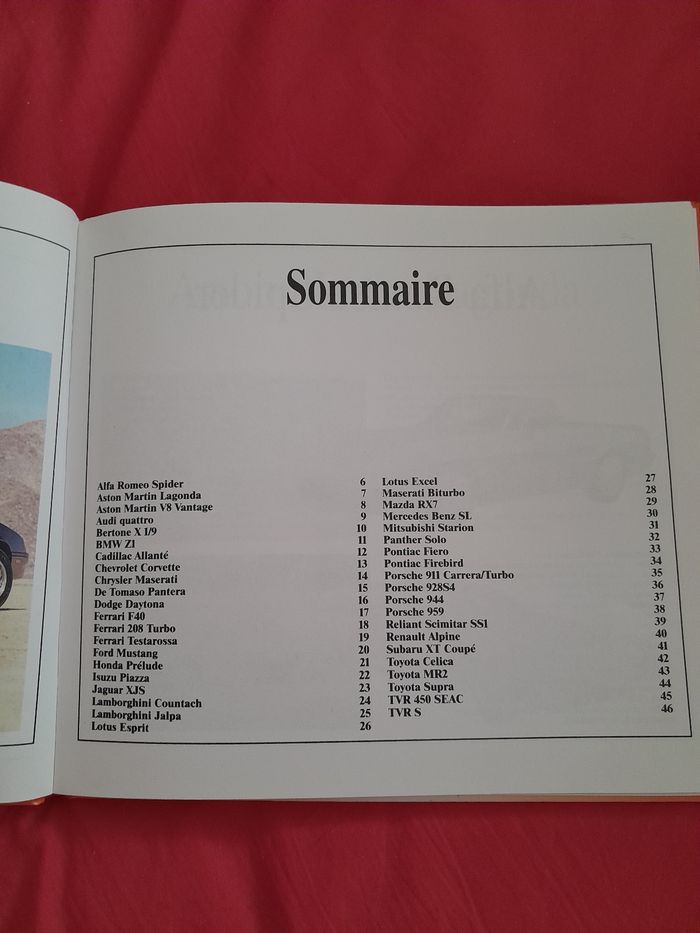 Sommaire
Alfa Romeo Spider 6
Aston Martin Lagonda 7
Aston Martin V8 Vantage 8
Audi quattro 9
Bertone X 1/9 10
BMW Z1 11
Cadillac Allanté 12
Chevrolet Corvette 13
Chrysler Maserati 14
De Tomaso Pantera 15
Dodge Daytona 16
Ferrari F40 17
Ferrari 208 Turbo 18
Ferrari Testarossa 19
Ford Mustang 20
Honda Prélude 21
Isuzu Piazza 22
Jaguar XJS 23
Lamborghini Countach 24
Lamborghini Jalpa 25
Lotus Esprit 26
Lotus Excel 27
Maserati Biturbo 28
Mazda RX7 29
Mercedes Benz SL 30
Mitsubishi Starion 31
Panther Solo 32
Pontiac Fiero 33
Pontiac Firebird 34
Porsche 911 Carrera/Turbo 35
Porsche 928S4 36
Porsche 944 37
Porsche 959 38
Reliant Scimitar SS1 39
Renault Alpine 40
Subaru XT Coupé 41
Toyota Celica 42
Toyota MR2 43
Toyota Supra 44
TVR 450 SEAC 45
TVR S 46